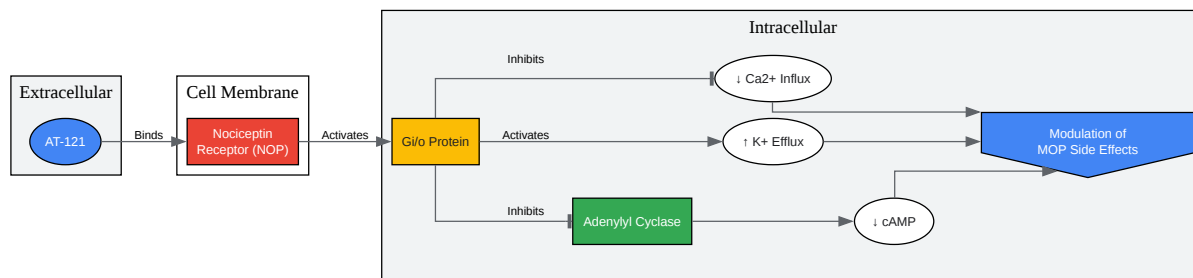 Intracellular
Inhibits
↓ Ca2+ Influx
Extracellular
Cell Membrane
AT-121
Binds
Nociceptin
Receptor (NOP)
Activates
Gi/o Protein
Activates
↑ K+ Efflux
Modulation of
MOP Side Effects
Inhibits
Adenylyl Cyclase
↓ cAMP